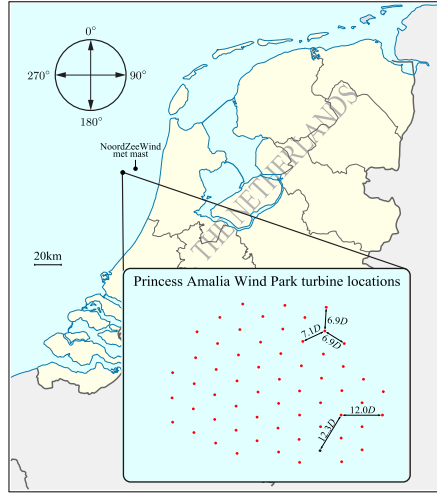 0°
270°
90°
180°
NoordZeeWind
met mast
THE NETHERLANDS
20km
Princess Amalia Wind Park turbine locations
6.9D
7.1D
6.9D
12.0D
12.3D